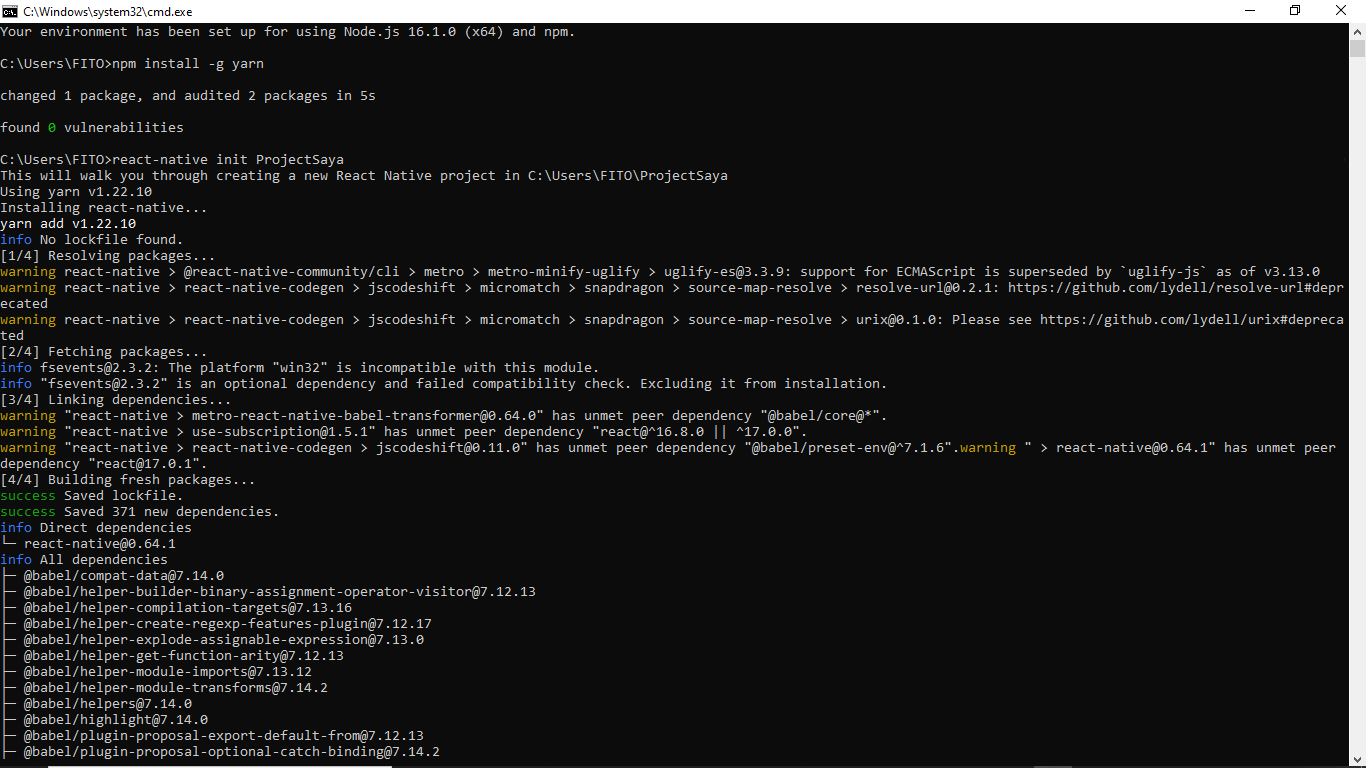 C:\Windows\system32\cmd.exe
Your environment has been set up for using Node.js 16.1.0 (x64) and npm.
C:\Users\FITO>npm install -g yarn
changed 1 package, and audited 2 packages in 5s
found 0 vulnerabilities
C:\Users\FITO>react-native init ProjectSaya
This will walk you through creating a new React Native project in C:\Users\FITO\ProjectSaya
Using yarn v1.22.10
Installing react-native...
yarn add v1.22.10
info No lockfile found.
[1/4] Resolving packages...
warning react-native > @react-native-community/cli > metro > metro-minify-uglify > uglify-es@3.3.9: support for ECMAScript is superseded by `uglify-js` as of v3.13.0
warning react-native > react-native-codegen > jscodeshift > micromatch > snapdragon > source-map-resolve > resolve-url@0.2.1: https://github.com/lydell/resolve-url#depr
ecated
warning react-native > react-native-codegen > jscodeshift > micromatch > snapdragon > source-map-resolve > urix@0.1.0: Please see https://github.com/lydell/urix#depreca
ted
[2/4] Fetching packages...
info fsevents@2.3.2: The platform "win32" is incompatible with this module.
info "fsevents@2.3.2" is an optional dependency and failed compatibility check. Excluding it from installation.
[3/4] Linking dependencies...
warning "react-native > metro-react-native-babel-transformer@0.64.0" has unmet peer dependency "@babel/core@*".
warning "react-native > use-subscription@1.5.1" has unmet peer dependency "react@^16.8.0 || ^17.0.0".
warning "react-native > react-native-codegen > jscodeshift@0.11.0" has unmet peer dependency "@babel/preset-env@^7.1.6".warning " > react-native@0.64.1" has unmet peer
dependency "react@17.0.1".
[4/4] Building fresh packages...
success Saved lockfile.
success Saved 371 new dependencies.
info Direct dependencies
└─ react-native@0.64.1
info All dependencies
├─ @babel/compat-data@7.14.0
├─ @babel/helper-builder-binary-assignment-operator-visitor@7.12.13
├─ @babel/helper-compilation-targets@7.13.16
├─ @babel/helper-create-regexp-features-plugin@7.12.17
├─ @babel/helper-explode-assignable-expression@7.13.0
├─ @babel/helper-get-function-arity@7.12.13
├─ @babel/helper-module-imports@7.13.12
├─ @babel/helper-module-transforms@7.14.2
├─ @babel/helpers@7.14.0
├─ @babel/highlight@7.14.0
├─ @babel/plugin-proposal-export-default-from@7.12.13
├─ @babel/plugin-proposal-optional-catch-binding@7.14.2